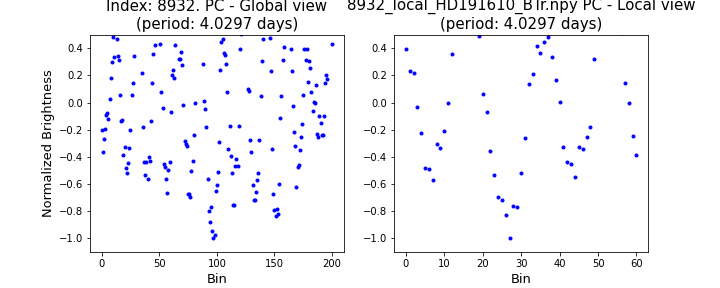 Index: 8932. PC - Global view
(period: 4.0297 days)
8932_local_HD191610_BTr.npy PC - Local view
(period: 4.0297 days)
Normalized Brightness
0.4
0.2
0.0
−0.2
−0.4
−0.6
−0.8
−1.0
0 50 100 150 200
Bin
0.4
0.2
0.0
−0.2
−0.4
−0.6
−0.8
−1.0
0 10 20 30 40 50 60
Bin